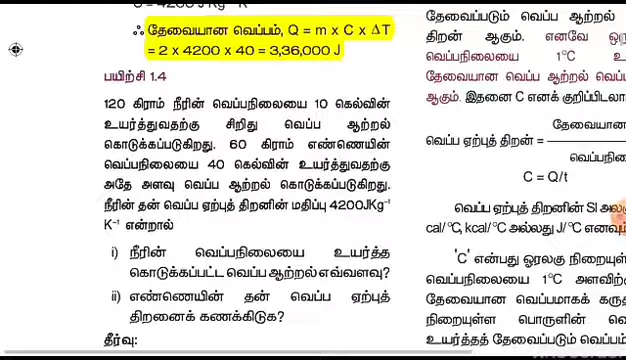 ∴ தேவையான வெப்பம், Q = m × C × ΔT
= 2 × 4200 × 40 = 3,36,000 J
பயிற்சி 1.4
120 கிராம் நீரின் வெப்பநிலையை 10 கெல்வின்
உயர்த்துவதற்கு சிறிது வெப்ப ஆற்றல்
கொடுக்கப்படுகிறது. 60 கிராம் எண்ணெயின்
வெப்பநிலையை 40 கெல்வின் உயர்த்துவதற்கு
அதே அளவு வெப்ப ஆற்றல் கொடுக்கப்படுகிறது.
நீரின் தன் வெப்ப ஏற்புத் திறனின் மதிப்பு 4200JKg⁻¹
K⁻¹ என்றால்
i) நீரின் வெப்பநிலையை உயர்த்த
கொடுக்கப்பட்ட வெப்ப ஆற்றல் எவ்வளவு?
ii) எண்ணெயின் தன் வெப்ப ஏற்புத்
திறனைக் கணக்கிடுக?
தீர்வு:
தேவைப்படும் வெப்ப ஆற்றல்
திறன் ஆகும். எனவே
வெப்பநிலையை 1°C
தேவையான வெப்ப ஆற்றல்
ஆகும். இதனை C எனக்
வெப்ப ஏற்புத் திறன் =
C = Q/t
வெப்ப ஏற்புத் திறனின் SI
cal/°C, kcal/°C அல்லது J/°C
'C' என்பது ஓரலகு
வெப்பநிலையை 1°C
தேவையான வெப்பமாகக்
நிறையுள்ள பொருளின்
உயர்த்தத் தேவைப்படும்